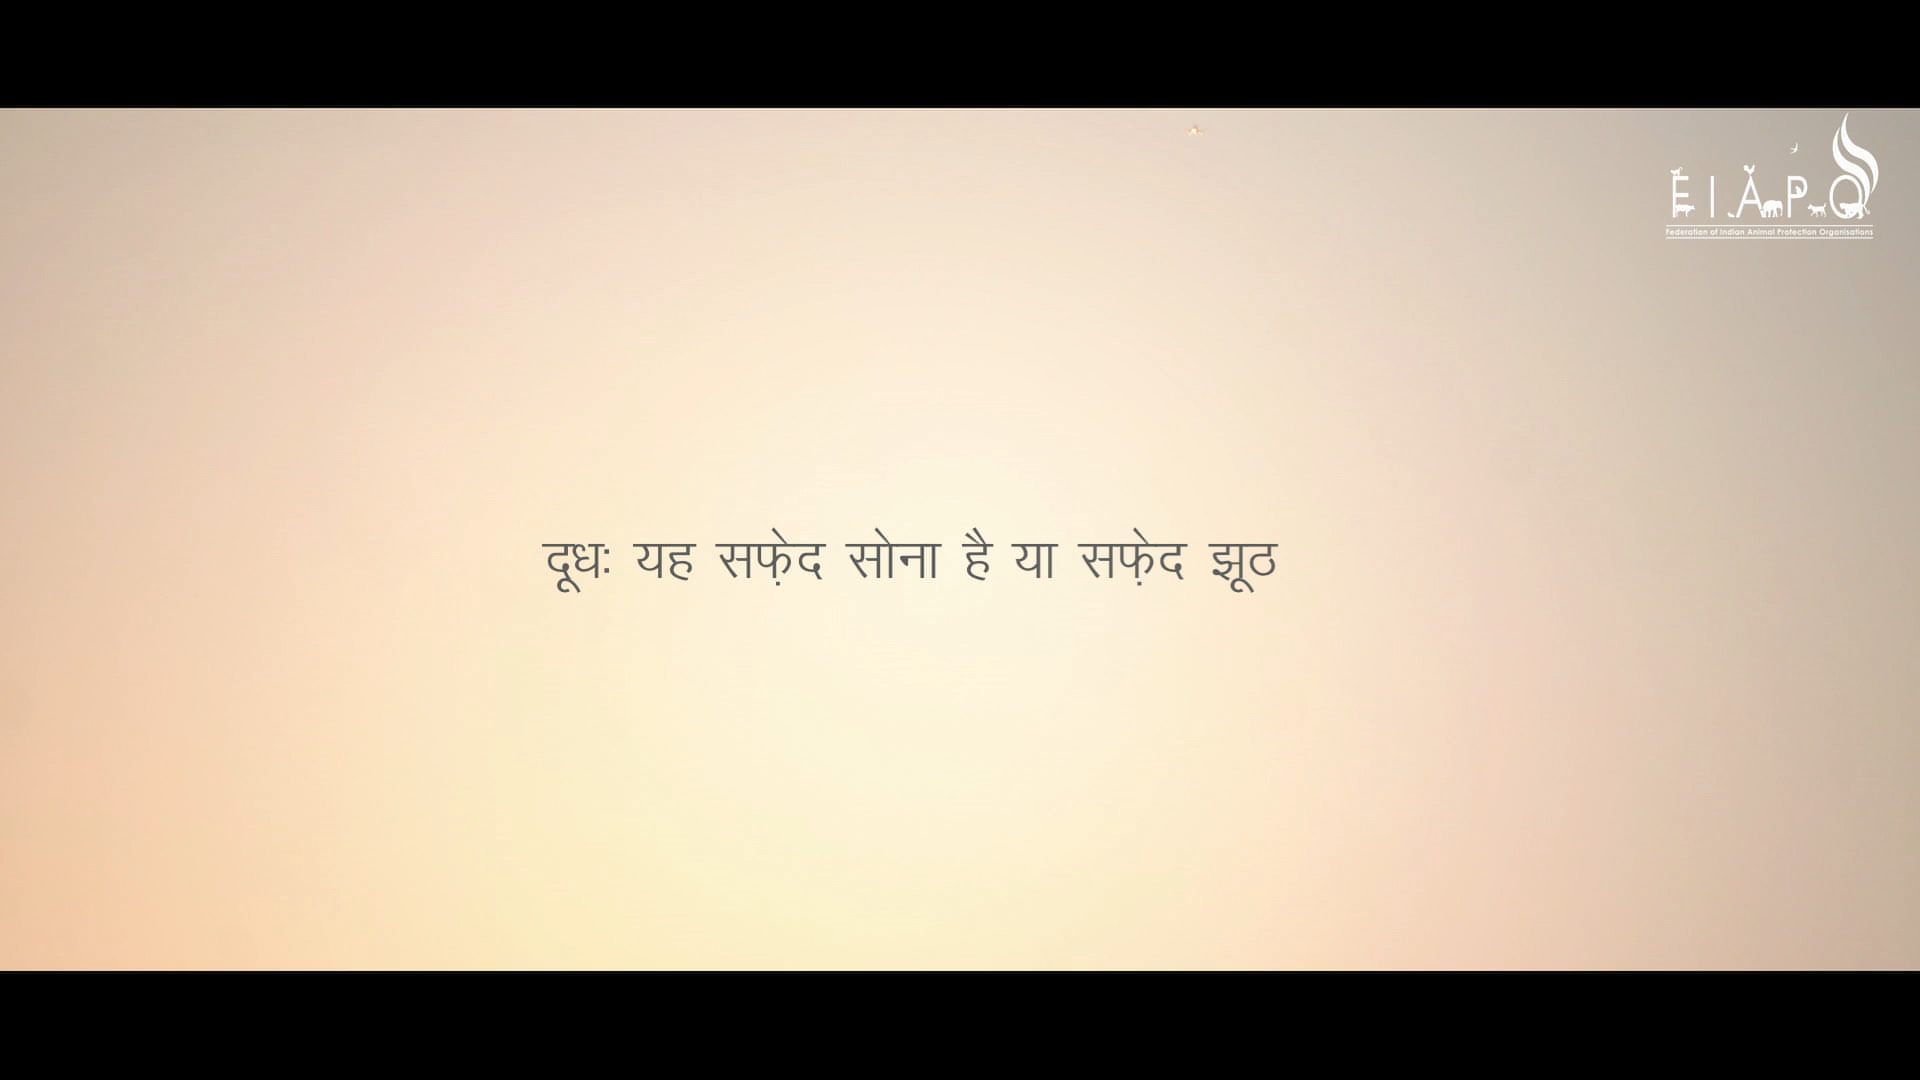 FIAPO
Federation of Indian Animal Protection Organisations
दूधः यह सफ़ेद सोना है या सफ़ेद झूठ